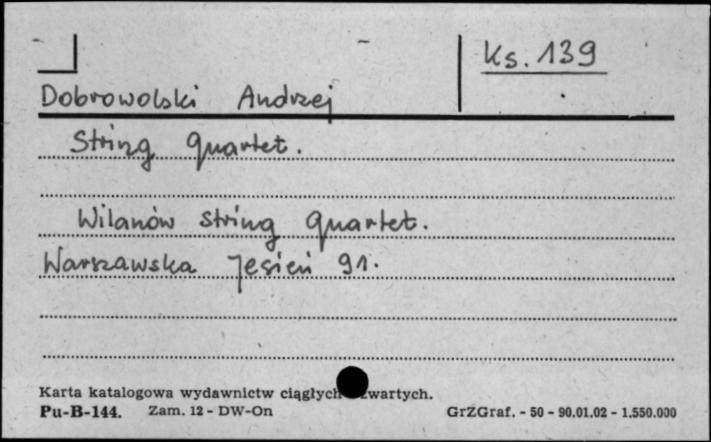 Ks. 139
Dobrowolski Andrzej
String Quartet.
Wilanów String Quartet.
Warszawska Jesień 91.
Karta katalogowa wydawnictw ciągłych
Pu-B-144. Zam. 12 - DW-On GrZGraf. - 50 - 90.01.02 - 1.550.000